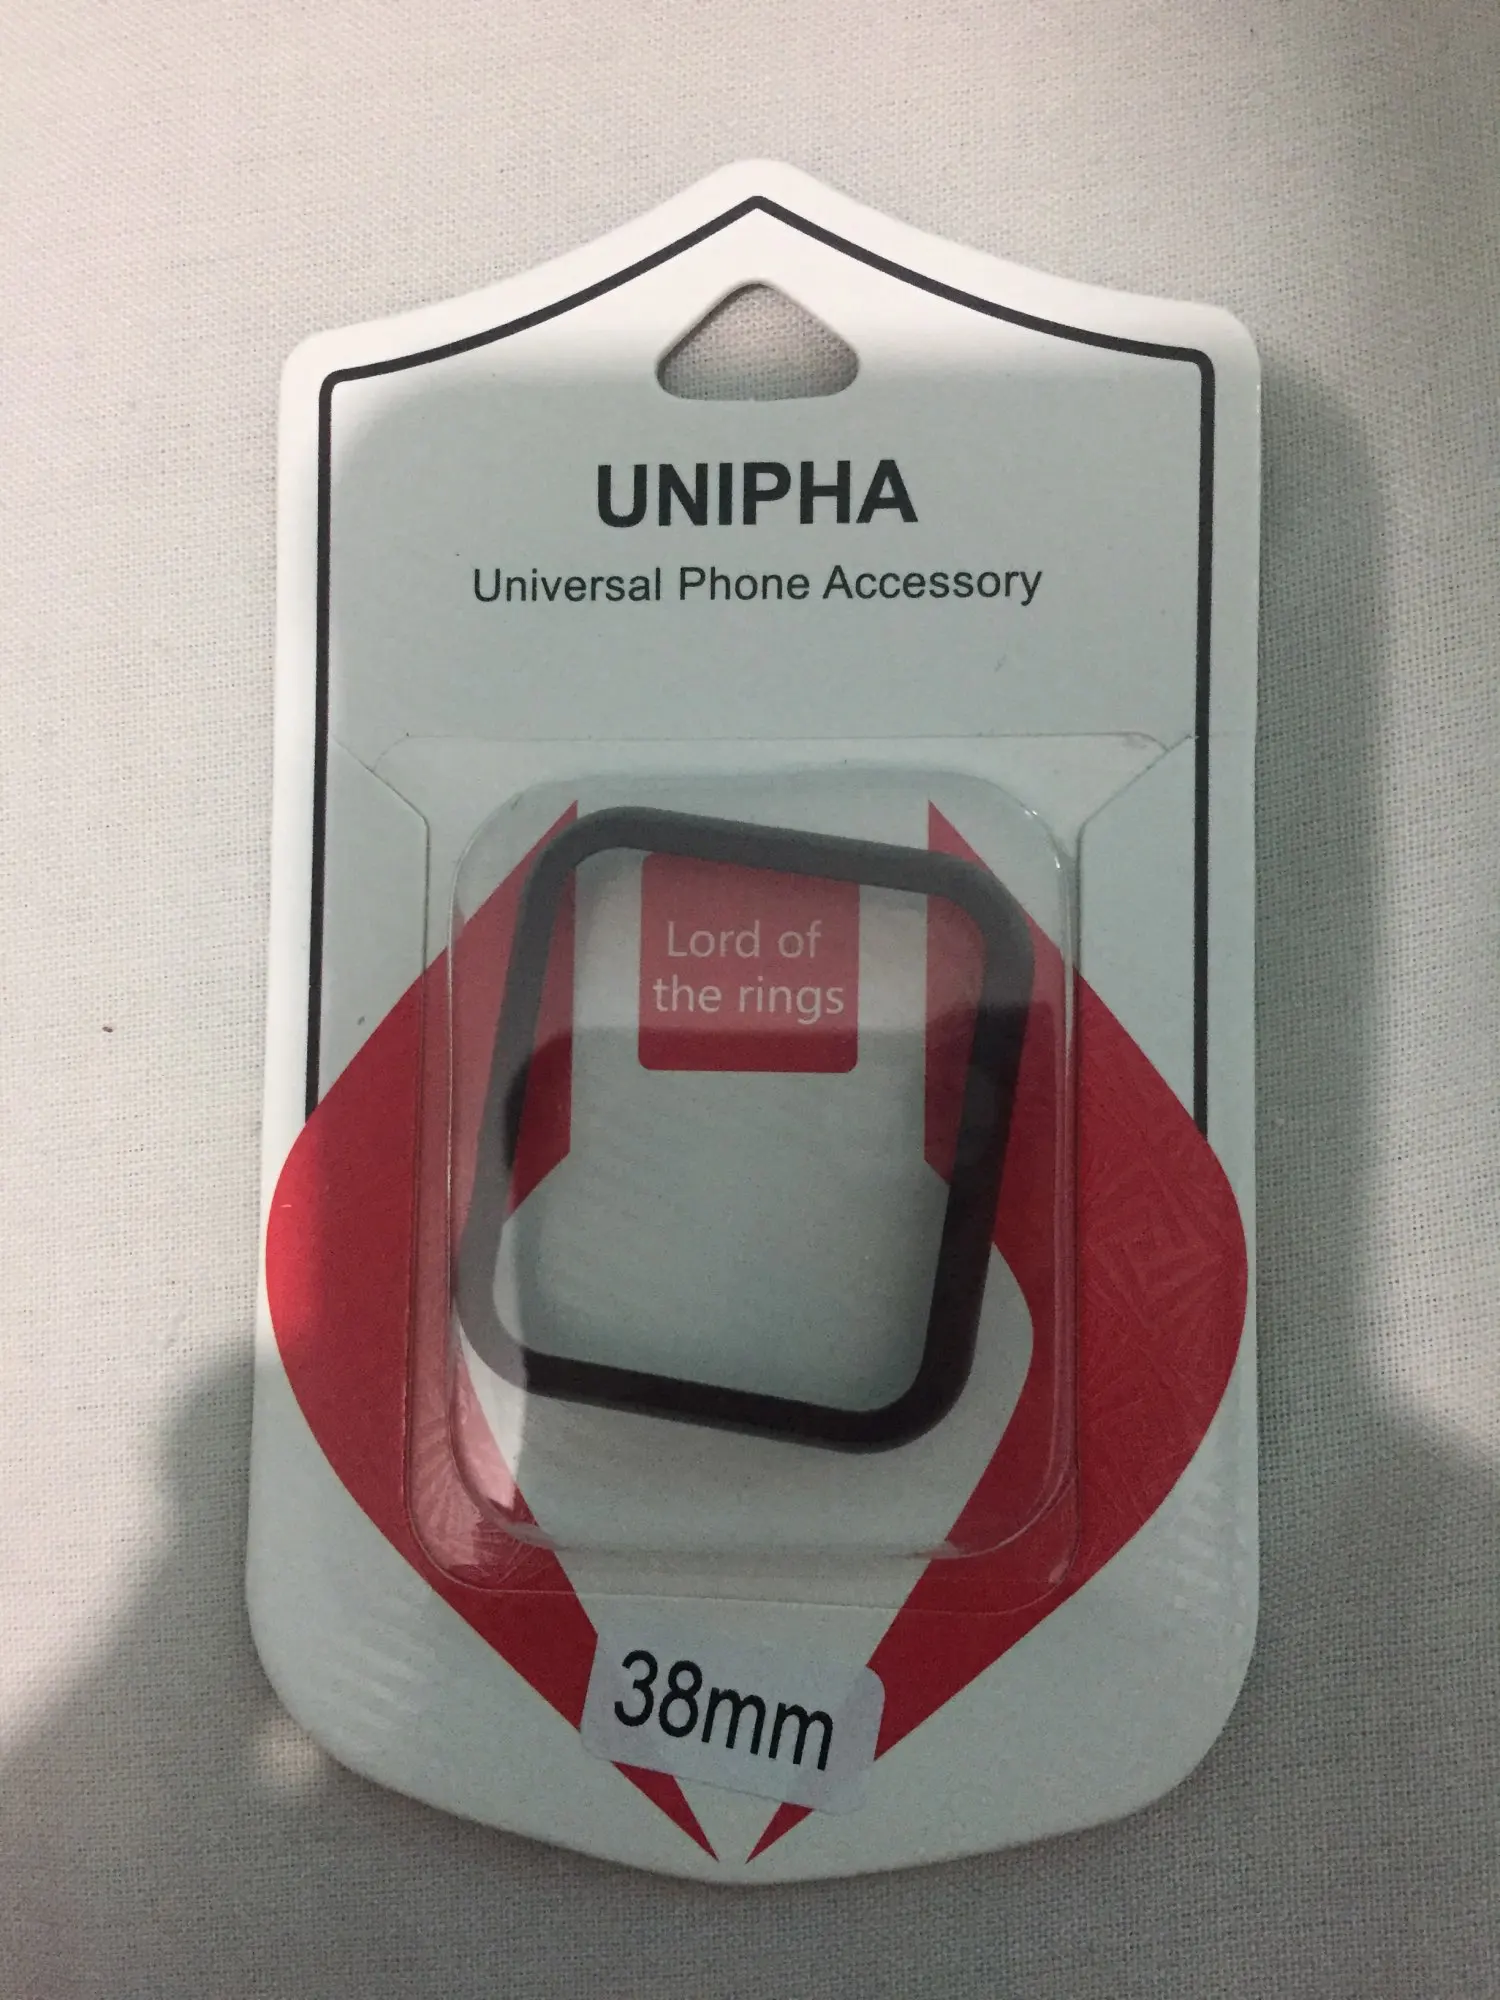 UNIPHA
Universal Phone Accessory
Lord of
the rings
38mm